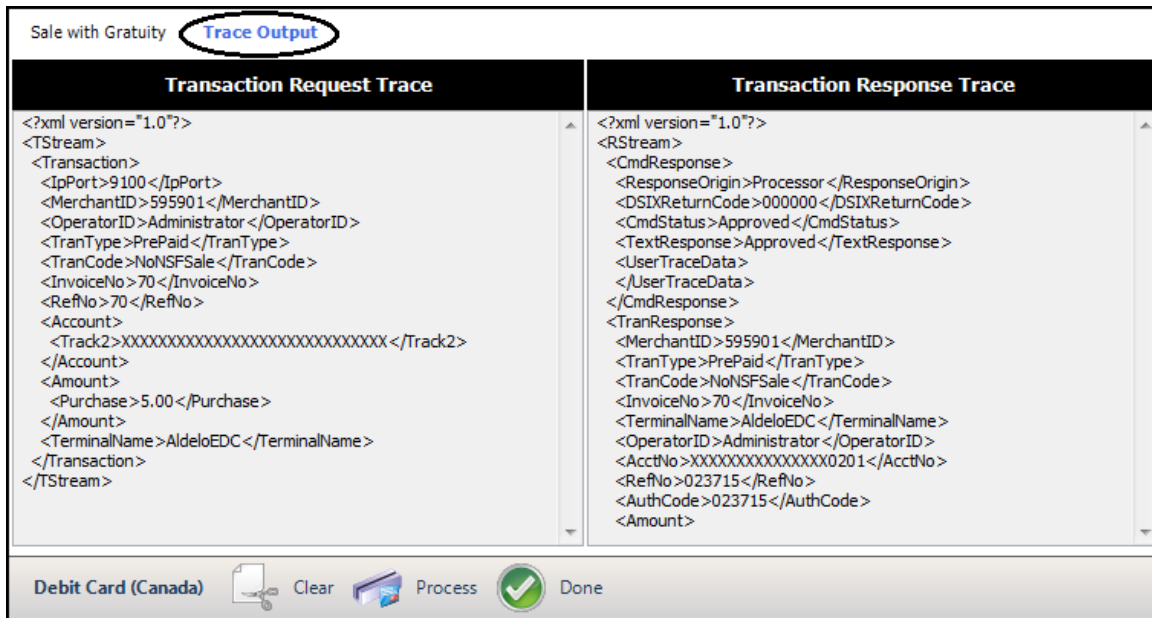 Sale with Gratuity Trace Output
Transaction Request Trace
<?xml version="1.0"?>
<TStream>
<Transaction>
<IpPort>9100</IpPort>
<MerchantID>595901</MerchantID>
<OperatorID>Administrator</OperatorID>
<TranType>PrePaid</TranType>
<TranCode>NoNSFSale</TranCode>
<InvoiceNo>70</InvoiceNo>
<RefNo>70</RefNo>
<Account>
<Track2>XXXXXXXXXXXXXXXXXXXXXXXXXXXXX</Track2>
</Account>
<Amount>
<Purchase>5.00</Purchase>
</Amount>
<TerminalName>AldeloEDC</TerminalName>
</Transaction>
</TStream>
Transaction Response Trace
<?xml version="1.0"?>
<RStream>
<CmdResponse>
<ResponseOrigin>Processor</ResponseOrigin>
<DSIXReturnCode>000000</DSIXReturnCode>
<CmdStatus>Approved</CmdStatus>
<TextResponse>Approved</TextResponse>
<UserTraceData>
</UserTraceData>
</CmdResponse>
<TranResponse>
<MerchantID>595901</MerchantID>
<TranType>PrePaid</TranType>
<TranCode>NoNSFSale</TranCode>
<InvoiceNo>70</InvoiceNo>
<TerminalName>AldeloEDC</TerminalName>
<OperatorID>Administrator</OperatorID>
<AcctNo>XXXXXXXXXXXXXXX0201</AcctNo>
<RefNo>023715</RefNo>
<AuthCode>023715</AuthCode>
<Amount>
Debit Card (Canada) Clear Process Done